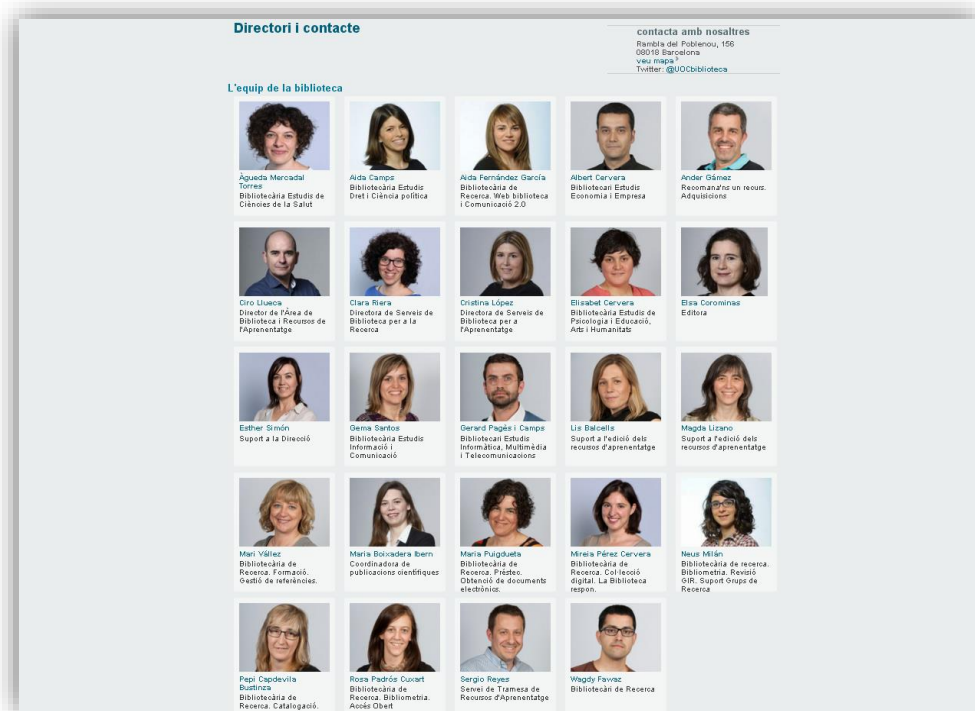 Directori i contacte
contacta amb nosaltres
Rambla del Poblenou, 156
08018 Barcelona
veu mapa
Twitter: @UOCbiblioteca
L'equip de la biblioteca
Àgueda Mercadal
Torres
Bibliotecària Estudis de
Ciències de la Salut
Aida Camps
Bibliotecària Estudis
Dret i Ciència política
Aida Fernández García
Bibliotecària de
Recerca. Web biblioteca
i Comunicació 2.0
Albert Cervera
Bibliotecari Estudis
Economia i Empresa
Ander Gámez
Recomana'ns un recurs.
Adquisicions
Ciro Llueca
Director de l'Àrea de
Biblioteca i Recursos de
l'Aprenentatge
Clara Riera
Directora de Serveis de
Biblioteca per a la
Recerca
Cristina López
Directora de Serveis de
Biblioteca per a
l'Aprenentatge
Elisabet Cervera
Bibliotecària Estudis de
Psicologia i Educació,
Arts i Humanitats
Elsa Corominas
Editora
Esther Simón
Suport a la Direcció
Gema Santos
Bibliotecària Estudis
Informació i
Comunicació
Gerard Pagès i Camps
Bibliotecari Estudis
Informàtica, Multimèdia
i Telecomunicacions
Lis Balcells
Suport a l'edició dels
recursos d'aprenentatge
Magda Lizano
Suport a l'edició dels
recursos d'aprenentatge
Mari Vállez
Bibliotecària de
Recerca. Formació.
Gestió de referències.
Maria Boixadera Ibern
Coordinadora de
publicacions científiques
Maria Puigdueta
Bibliotecària de
Recerca. Préstec.
Obtenció de documents
electrònics.
Mireia Pérez Cervera
Bibliotecària de
Recerca. Col·lecció
digital. La Biblioteca
respon.
Neus Milán
Bibliotecària de recerca.
Bibliometria. Revisió
GIR. Suport Grups de
Recerca
Pepi Capdevila
Bustinza
Bibliotecària de
Recerca. Catalogació.
Rosa Padrós Cuxart
Bibliotecària de
Recerca. Bibliometria.
Accés Obert
Sergio Reyes
Servei de Tramesa de
Recursos d'Aprenentatge
Wagdy Fawaz
Bibliotecàri de Recerca